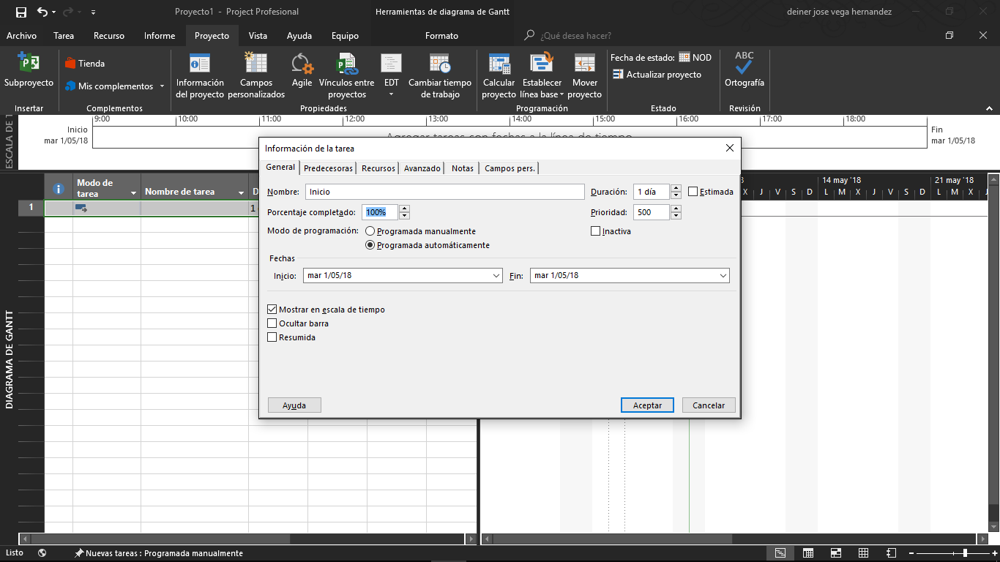 Proyecto1 - Project Profesional
Herramientas de diagrama de Gantt
deiner jose vega hernandez
Archivo Tarea Recurso Informe Proyecto Vista Ayuda Equipo Formato ¿Qué desea hacer?
Subproyecto
Insertar
Tienda
Mis complementos
Complementos
Información del proyecto
Campos personalizados
Agile
Vínculos entre proyectos
EDT
Cambiar tiempo de trabajo
Propiedades
Calcular proyecto
Establecer línea base
Mover proyecto
Programación
Fecha de estado: NOD
Actualizar proyecto
Estado
ABC
Ortografía
Revisión
ESCALA DE T
9:00 10:00 11:00 12:00 13:00 14:00 15:00 16:00 17:00 18:00
Inicio
mar 1/05/18
Agregar tareas con fechas a la línea de tiempo
Fin
mar 1/05/18
DIAGRAMA DE GANTT
Modo de tarea
Nombre de tarea
D
1
1
14 may '18 21 may '18
X J V S D L M X J V S D L M X J
Información de la tarea
General Predecesoras Recursos Avanzado Notas Campos pers.
Nombre: Inicio Duración: 1 día Estimada
Porcentaje completado: 100% Prioridad: 500
Modo de programación: Programada manualmente Inactiva
Programada automáticamente
Fechas
Inicio: mar 1/05/18 Fin: mar 1/05/18
Mostrar en escala de tiempo
Ocultar barra
Resumida
Ayuda Aceptar Cancelar
Listo Nuevas tareas : Programada manualmente